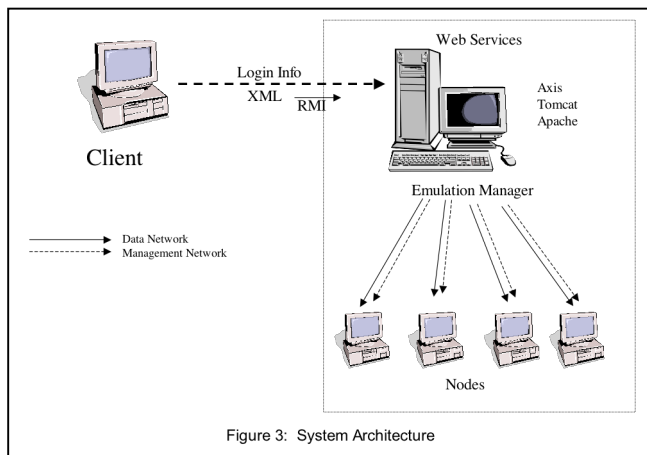 Web Services
Login Info
XML
RMI
Axis
Tomcat
Apache
Client
Emulation Manager
Data Network
Management Network
Nodes
Figure 3: System Architecture